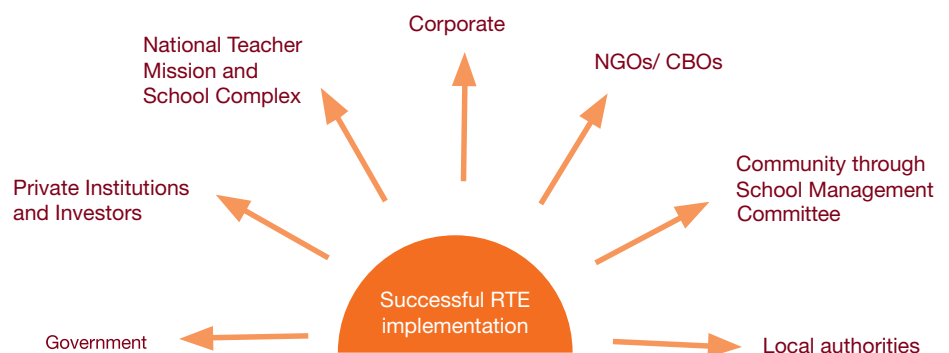 Corporate
National Teacher
Mission and
School Complex
NGOs/ CBOs
Community through
School Management
Committee
Private Institutions
and Investors
Successful RTE
implementation
Government
Local authorities